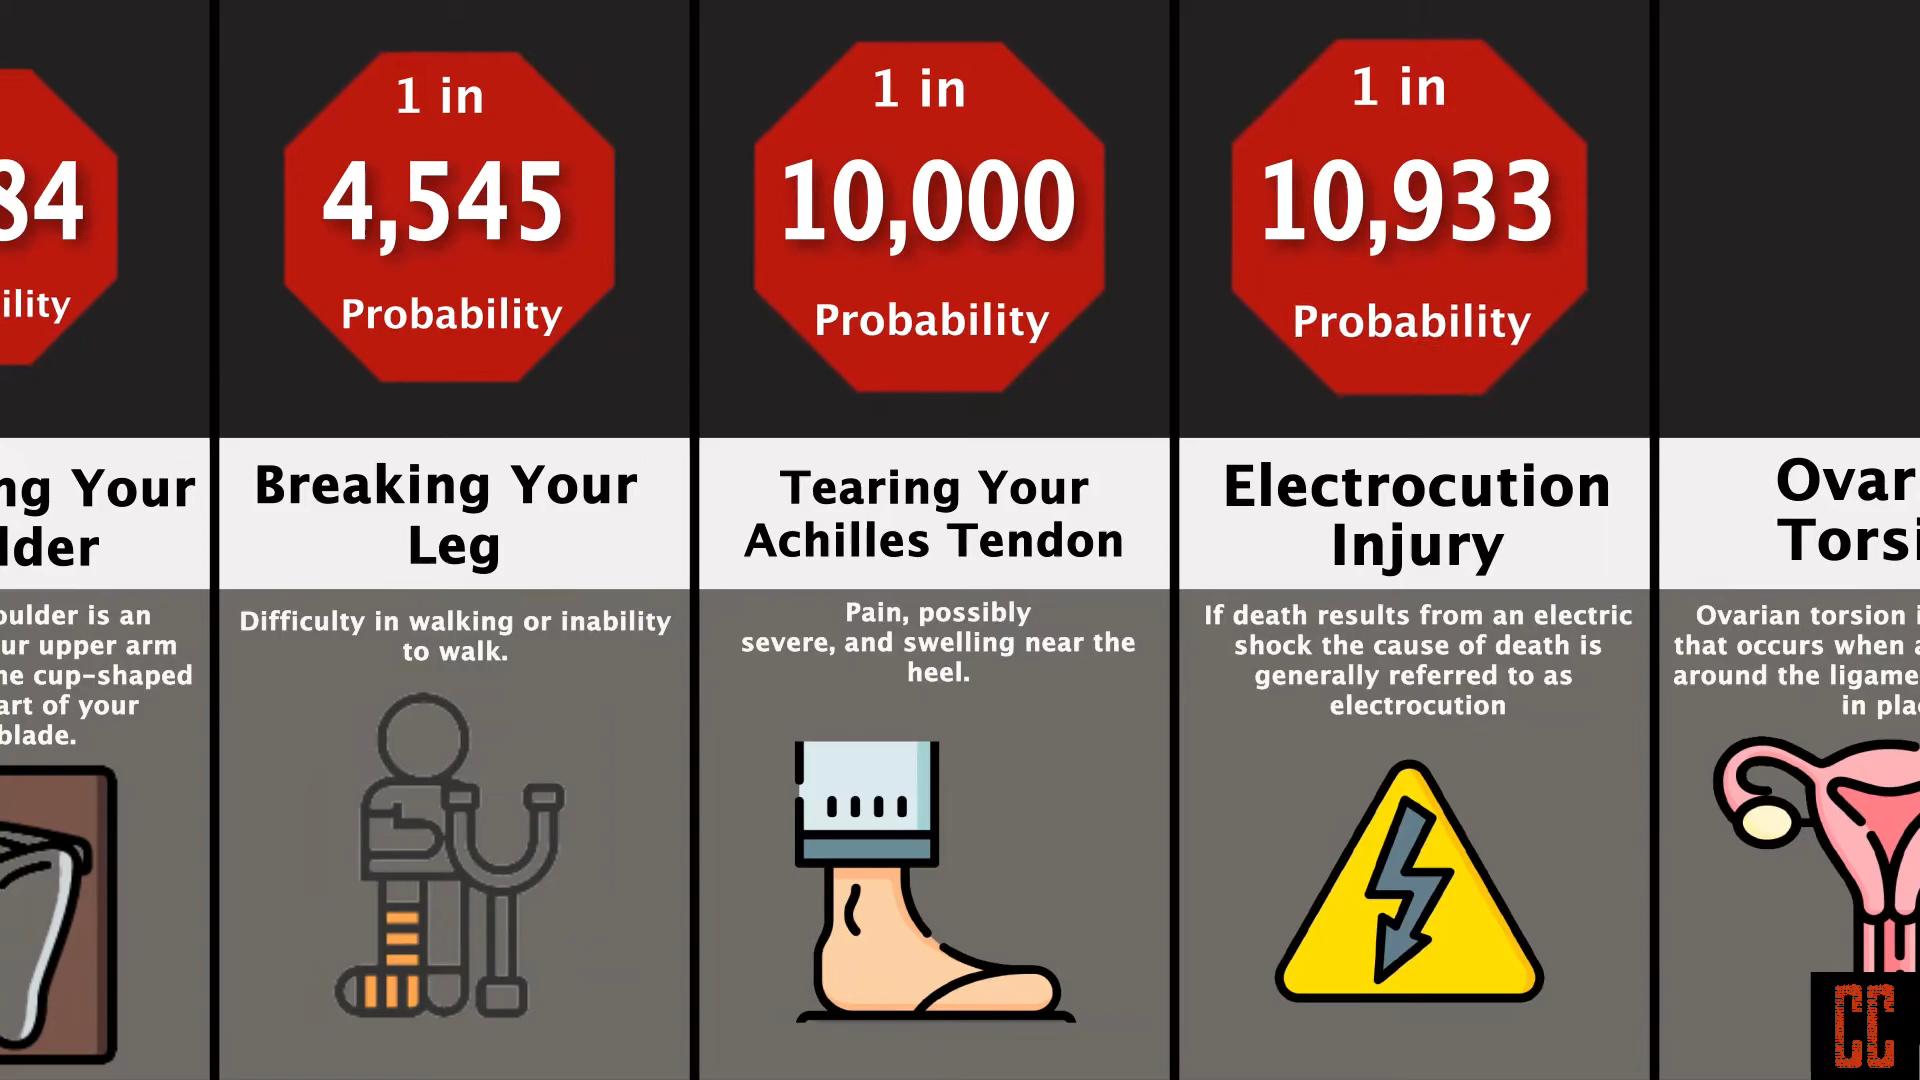 84
ility
ng Your
lder
oulder is an
ur upper arm
he cup-shaped
art of your
blade.
1 in
4,545
Probability
Breaking Your
Leg
Difficulty in walking or inability
to walk.
1 in
10,000
Probability
Tearing Your
Achilles Tendon
Pain, possibly
severe, and swelling near the
heel.
1 in
10,933
Probability
Electrocution
Injury
If death results from an electric
shock the cause of death is
generally referred to as
electrocution
Ovar
Torsi
Ovarian torsion i
that occurs when a
around the ligame
in pla
CC